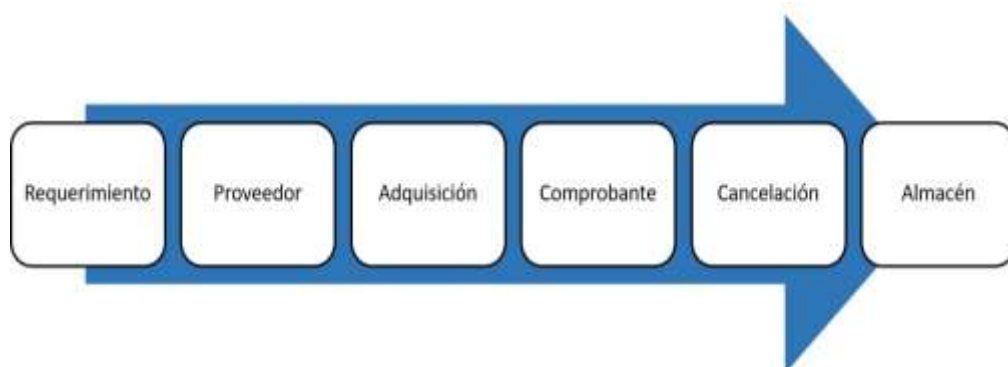 Requerimiento
Proveedor
Adquisición
Comprobante
Cancelación
Almacén